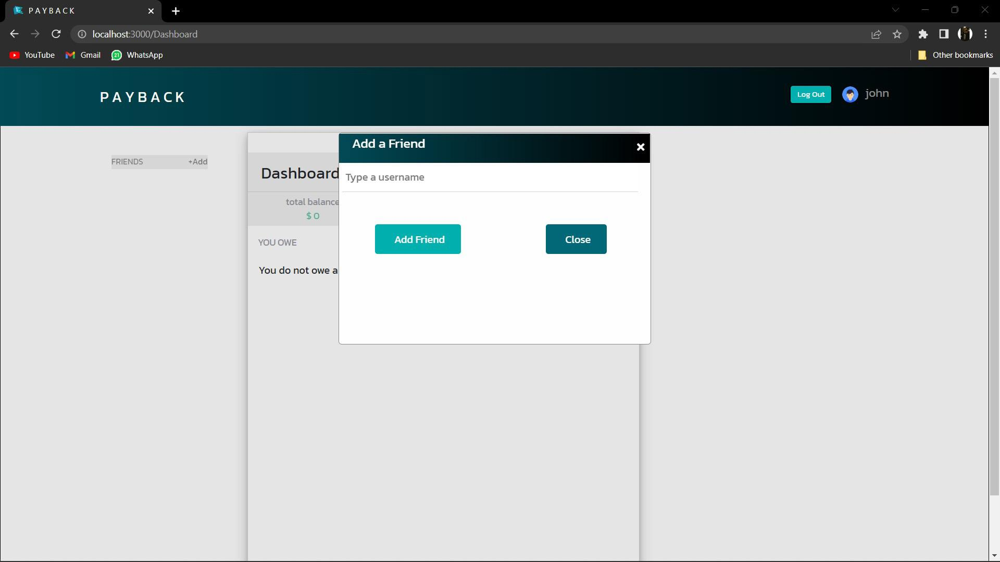 P A Y B A C K
localhost:3000/Dashboard
YouTube Gmail 21 WhatsApp Other bookmarks
PAYBACK
Log Out john
Add a Friend
FRIENDS +Add
Dashboard
Type a username
total balance
$ 0
Add Friend Close
YOU OWE
You do not owe a